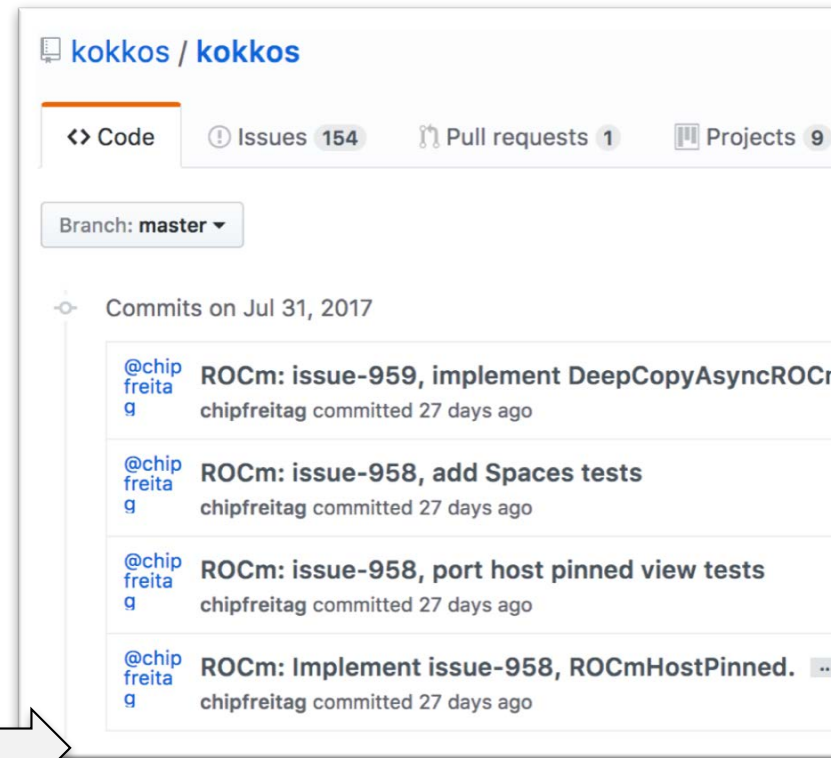 kokkos / kokkos
<> Code Issues 154 Pull requests 1 Projects 9
Branch: master
Commits on Jul 31, 2017
@chip
freita
g
ROCm: issue-959, implement DeepCopyAsyncROCm
chipfreitag committed 27 days ago
@chip
freita
g
ROCm: issue-958, add Spaces tests
chipfreitag committed 27 days ago
@chip
freita
g
ROCm: issue-958, port host pinned view tests
chipfreitag committed 27 days ago
@chip
freita
g
ROCm: Implement issue-958, ROCmHostPinned. …
chipfreitag committed 27 days ago